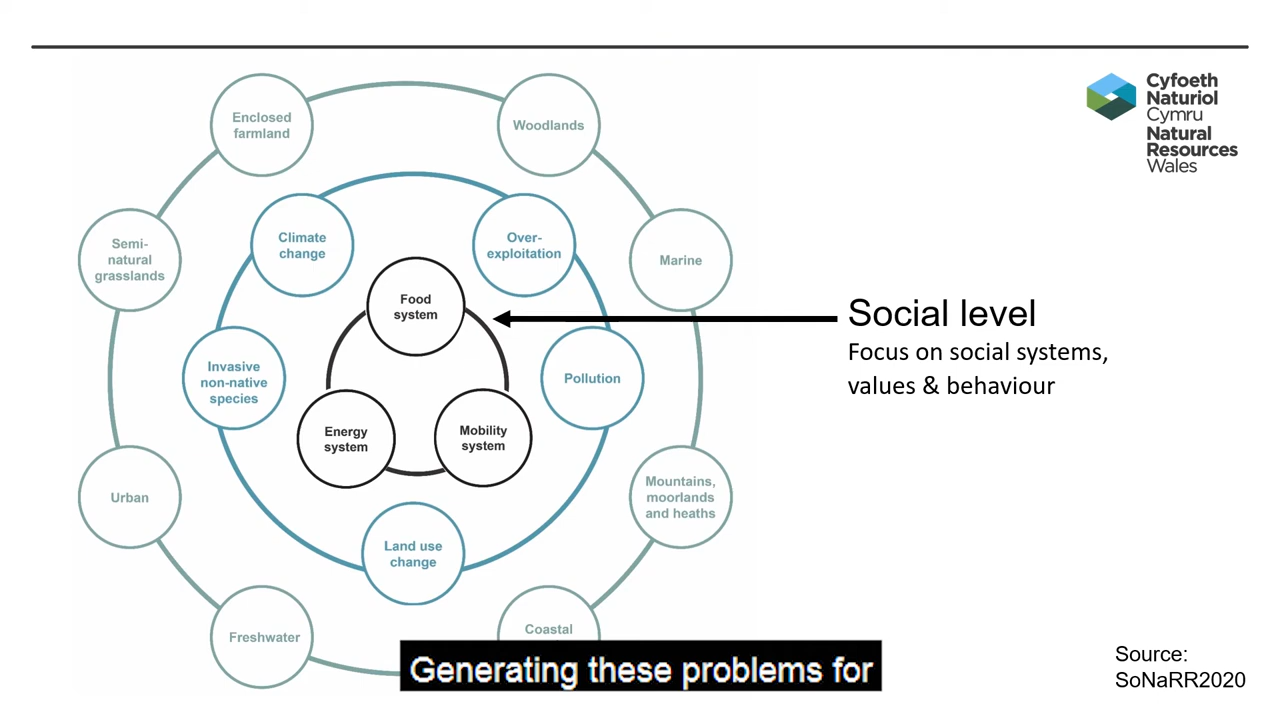 Enclosed
farmland
Woodlands
Semi-
natural
grasslands
Climate
change
Over-
exploitation
Marine
Food
system
Invasive
non-native
species
Pollution
Energy
system
Mobility
system
Urban
Mountains,
moorlands
and heaths
Land use
change
Freshwater
Coastal
Social level
Focus on social systems,
values & behaviour
Cyfoeth
Naturiol
Cymru
Natural
Resources
Wales
Source:
SoNaRR2020
Generating these problems for